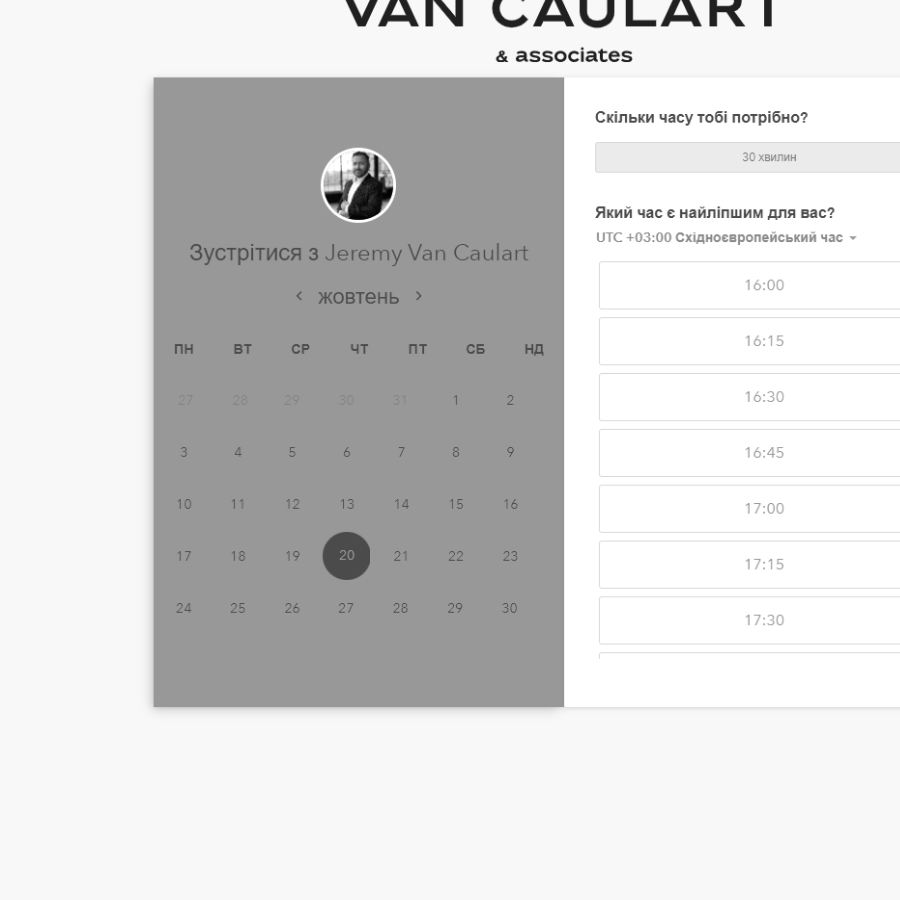 VAN CAULART
& associates
Зустрітися з Jeremy Van Caulart
жовтень
ПН ВТ СР ЧТ ПТ СБ НД
27 28 29 30 31 1 2
3 4 5 6 7 8 9
10 11 12 13 14 15 16
17 18 19 20 21 22 23
24 25 26 27 28 29 30
Скільки часу тобі потрібно?
30 хвилин
Який час є найліпшим для вас?
UTC +03:00 Східноєвропейський час
16:00
16:15
16:30
16:45
17:00
17:15
17:30